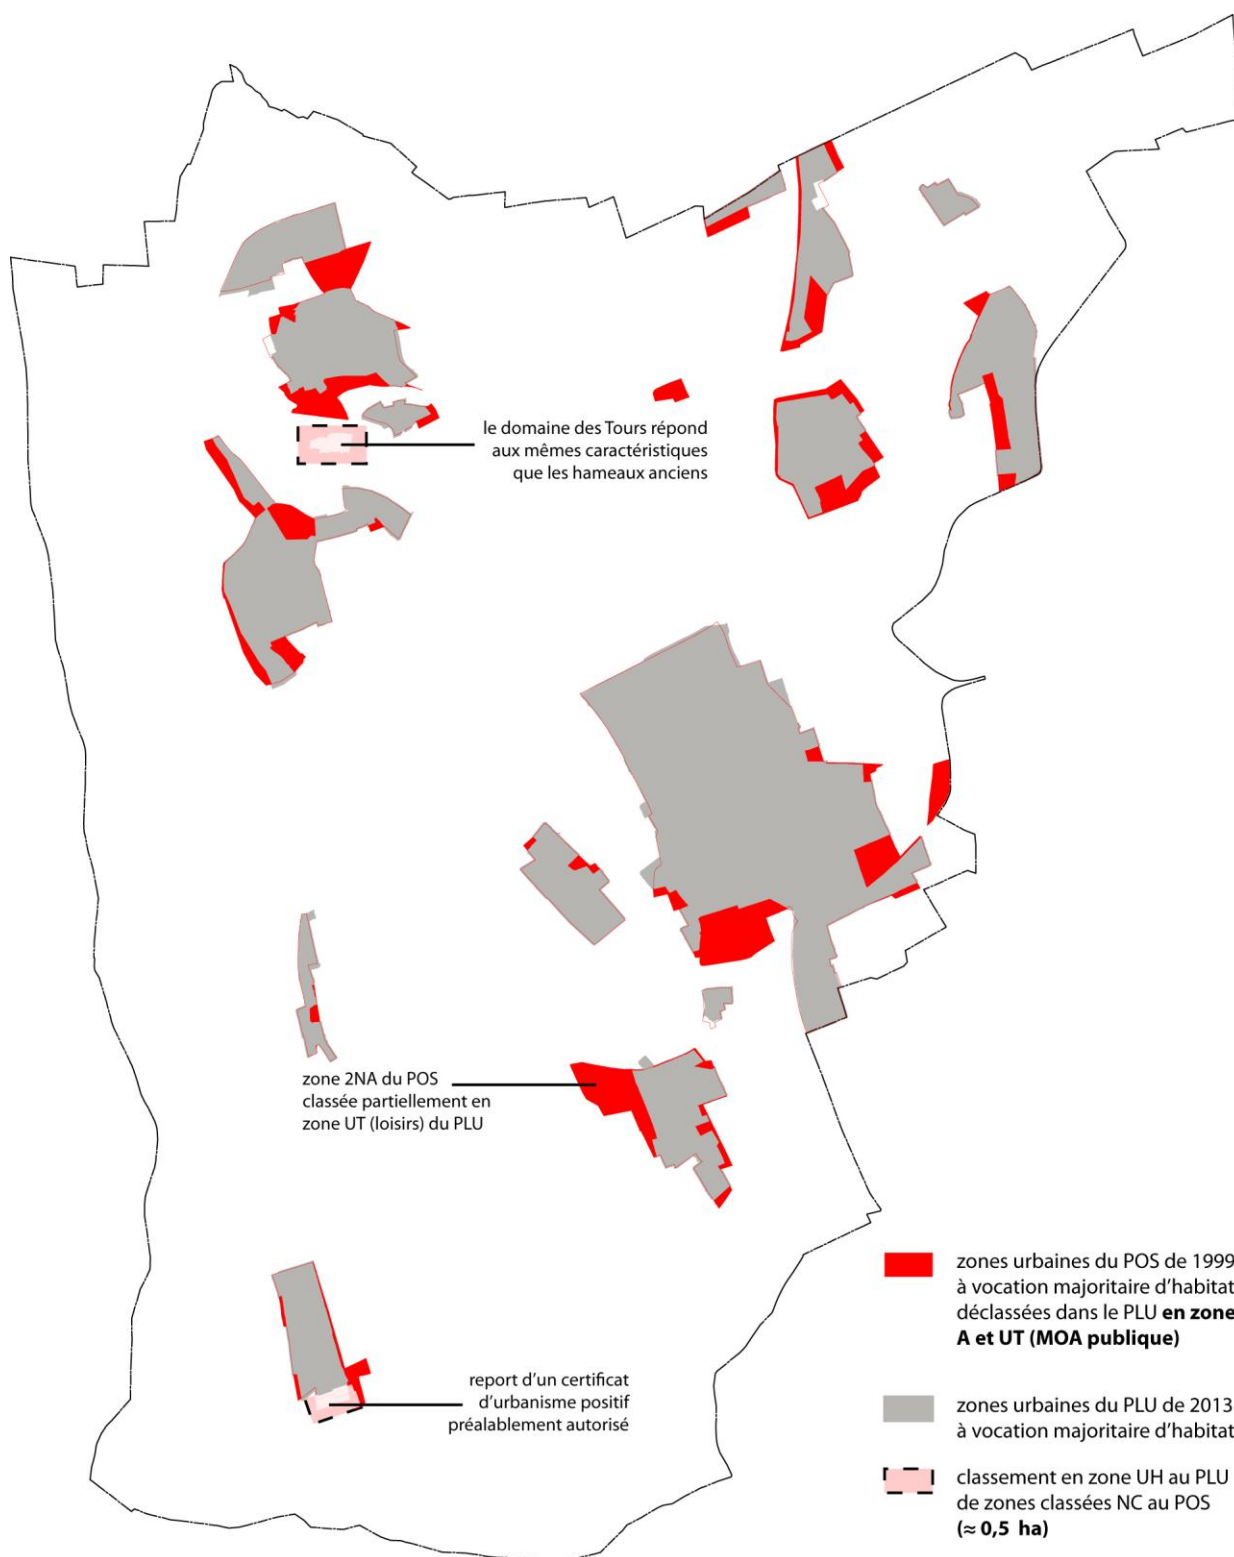 le domaine des Tours répond
aux mêmes caractéristiques
que les hameaux anciens
zone 2NA du POS
classée partiellement en
zone UT (loisirs) du PLU
report d'un certificat
d'urbanisme positif
préalablement autorisé
zones urbaines du POS de 1999
à vocation majoritaire d'habitat
déclassées dans le PLU en zone
A et UT (MOA publique)
zones urbaines du PLU de 2013
à vocation majoritaire d'habitat
classement en zone UH au PLU
de zones classées NC au POS
(≈ 0,5 ha)